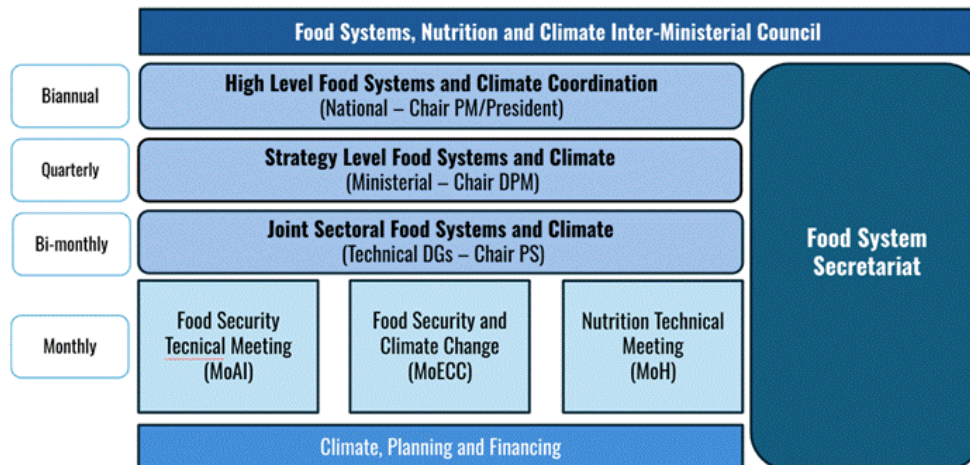 Food Systems, Nutrition and Climate Inter-Ministerial Council
Biannual
High Level Food Systems and Climate Coordination
(National – Chair PM/President)
Quarterly
Strategy Level Food Systems and Climate
(Ministerial – Chair DPM)
Bi-monthly
Joint Sectoral Food Systems and Climate
(Technical DGs – Chair PS)
Monthly
Food Security
Tecnical Meeting
(MoAI)
Food Security and
Climate Change
(MoECC)
Nutrition Technical
Meeting
(MoH)
Climate, Planning and Financing
Food System
Secretariat